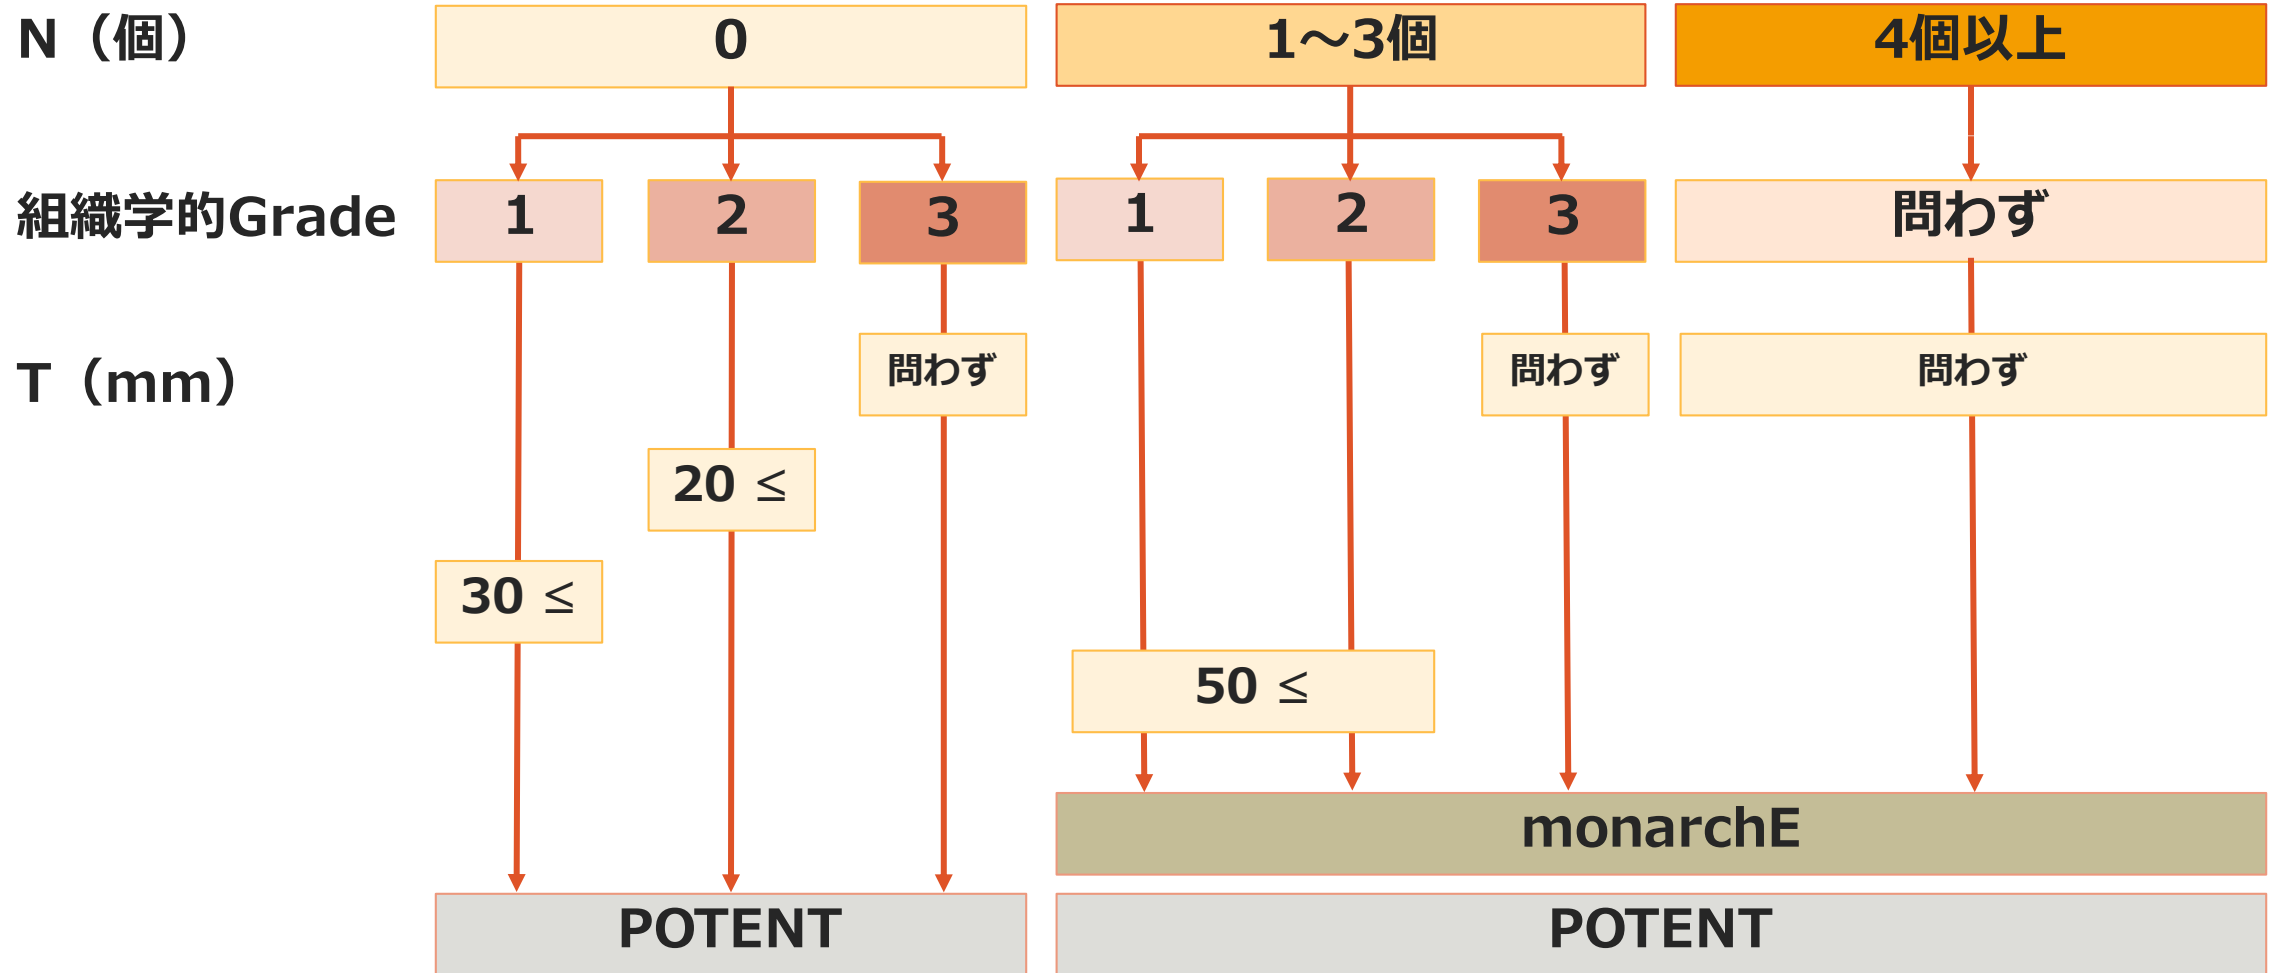 N（個）
0
1～3個
4個以上
組織学的Grade
1
2
3
1
2
3
問わず
T（mm）
問わず
問わず
問わず
20 ≤
30 ≤
50 ≤
monarchE
POTENT
POTENT